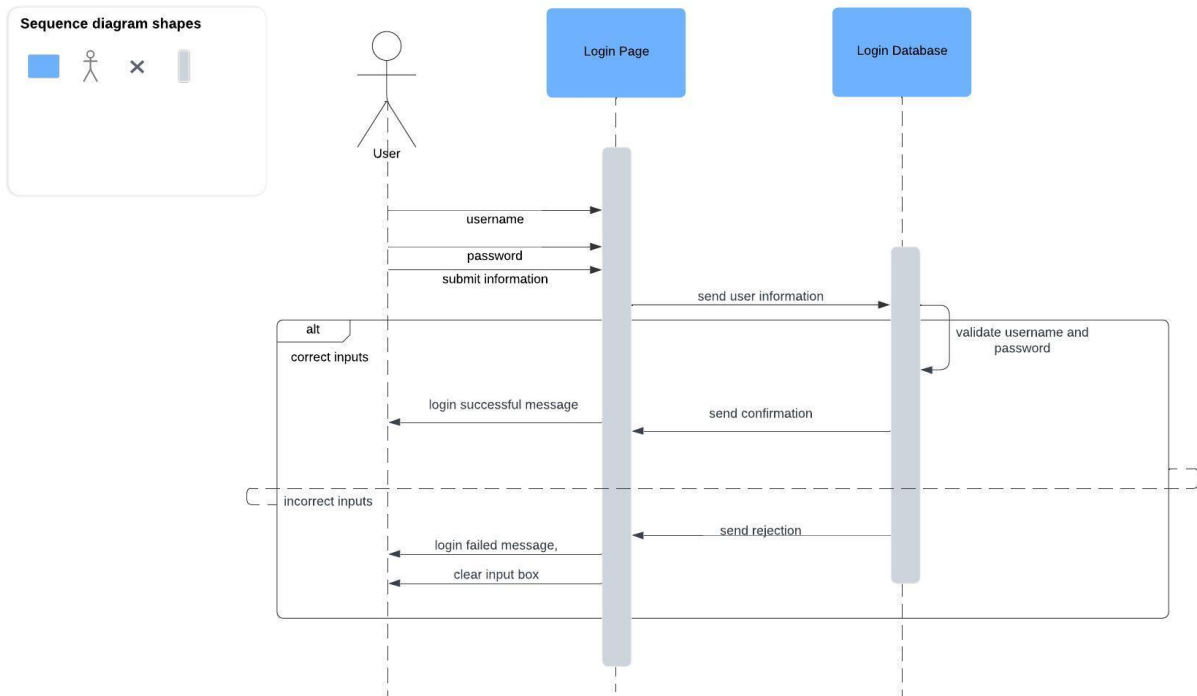 Sequence diagram shapes
Login Page
Login Database
User
username
password
submit information
send user information
alt
validate username and
password
correct inputs
login successful message
send confirmation
incorrect inputs
send rejection
login failed message,
clear input box